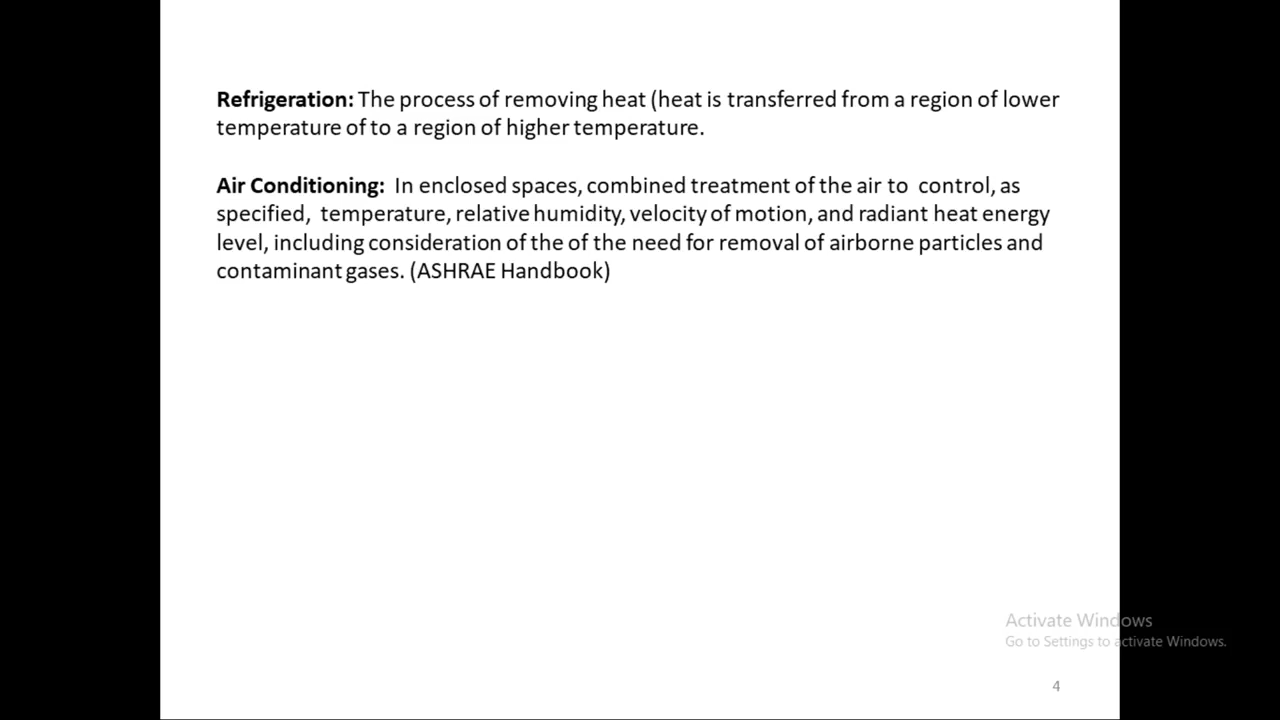 Refrigeration: The process of removing heat (heat is transferred from a region of lower
temperature of to a region of higher temperature.
Air Conditioning: In enclosed spaces, combined treatment of the air to control, as
specified, temperature, relative humidity, velocity of motion, and radiant heat energy
level, including consideration of the of the need for removal of airborne particles and
contaminant gases. (ASHRAE Handbook)
Activate Windows
Go to Settings to activate Windows.
4